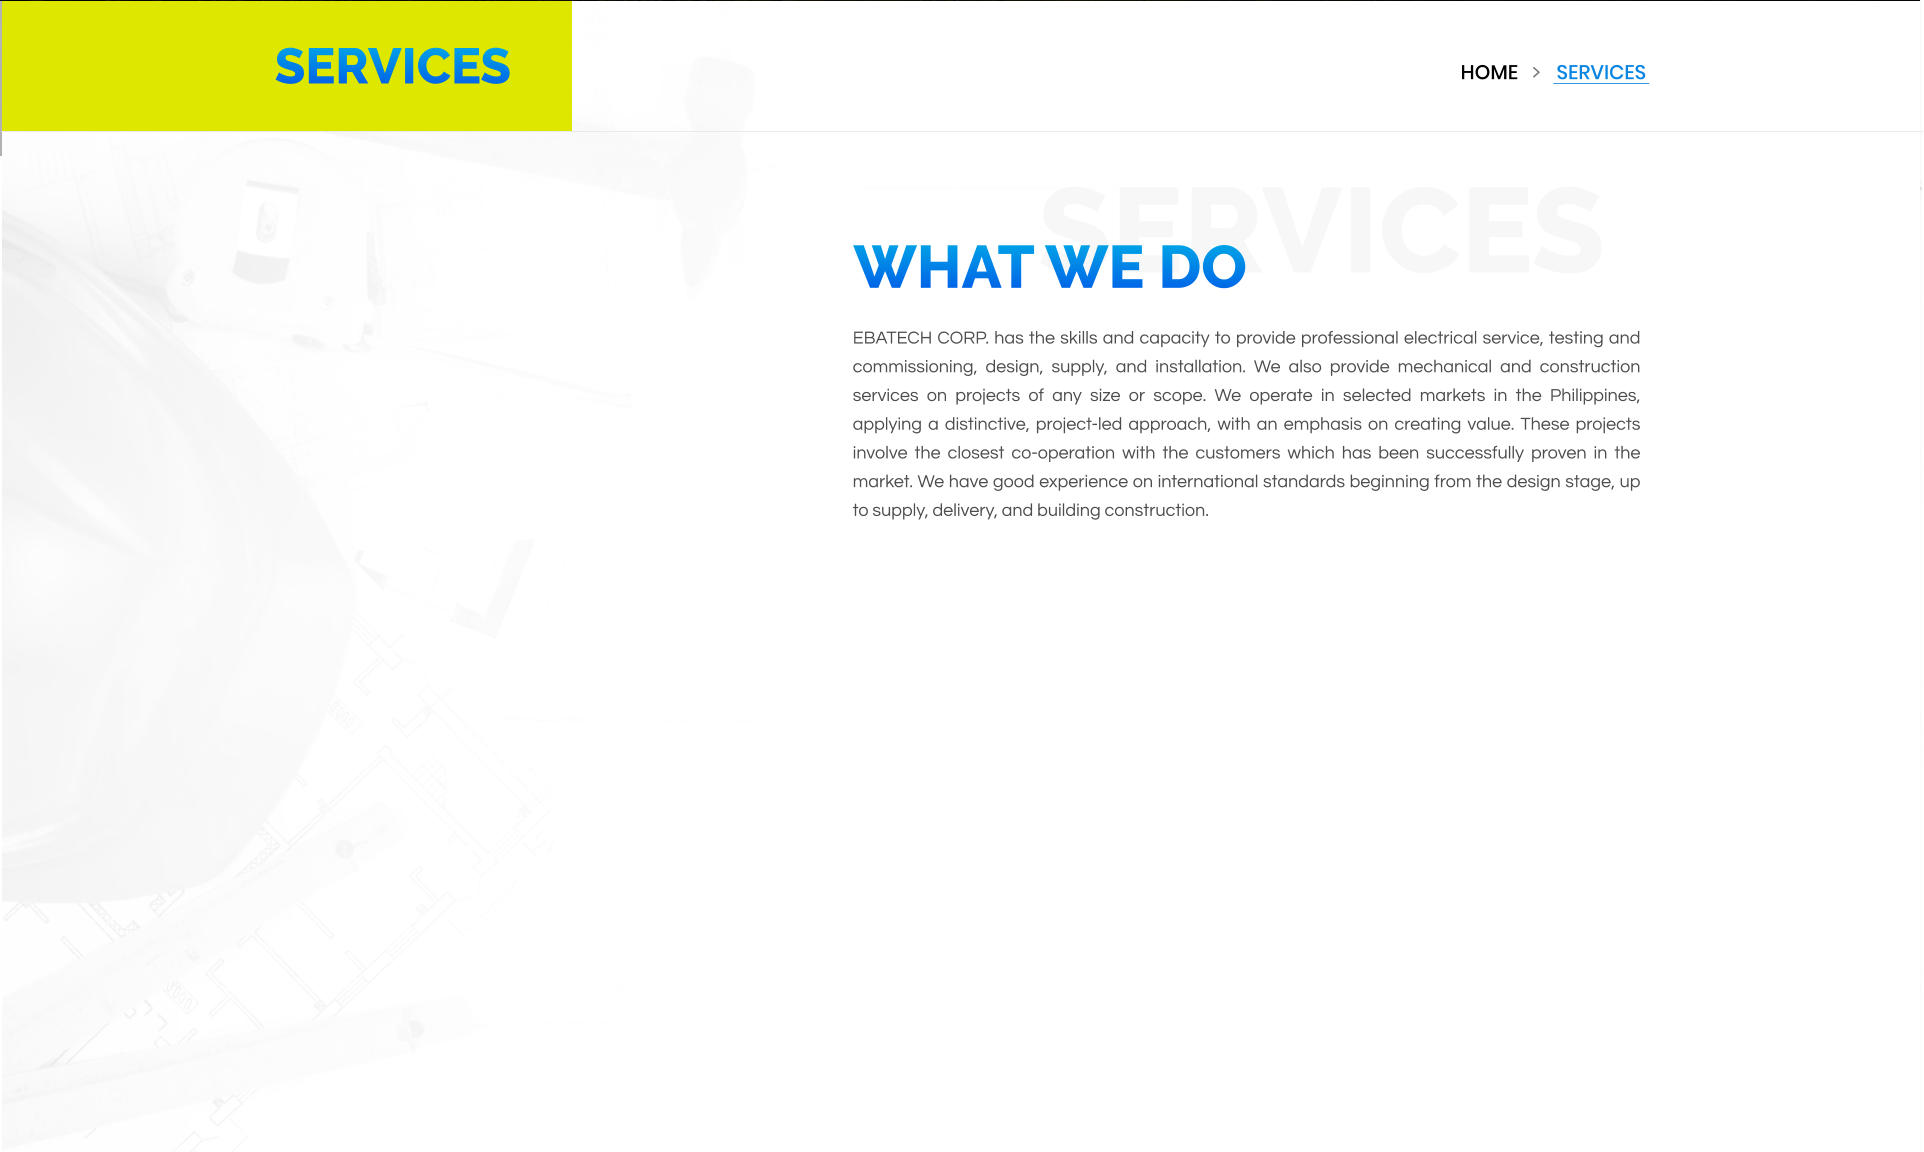 SERVICES
HOME > SERVICES
SERVICES
WHAT WE DO
EBATECH CORP. has the skills and capacity to provide professional electrical service, testing and
commissioning, design, supply, and installation. We also provide mechanical and construction
services on projects of any size or scope. We operate in selected markets in the Philippines,
applying a distinctive, project-led approach, with an emphasis on creating value. These projects
involve the closest co-operation with the customers which has been successfully proven in the
market. We have good experience on international standards beginning from the design stage, up
to supply, delivery, and building construction.